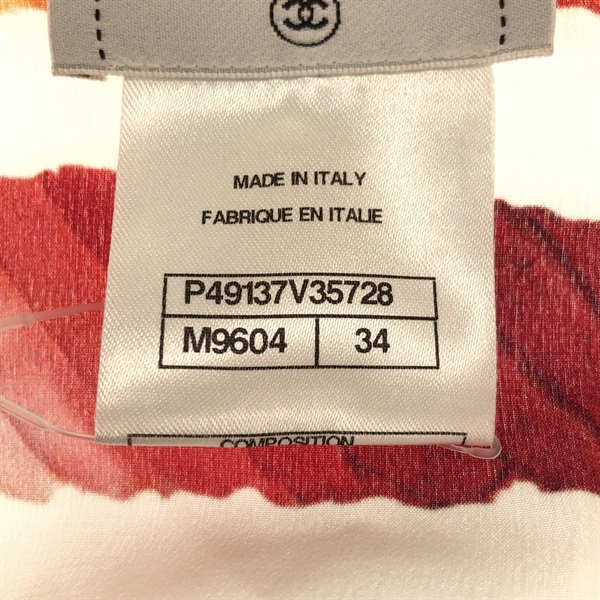 MADE IN ITALY
FABRIQUE EN ITALIE
P49137V35728
M9604 34
COMPOSITION